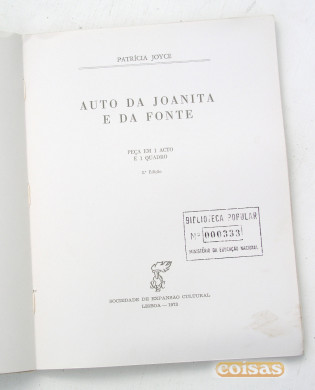 PATRÍCIA JOYCE
AUTO DA JOANITA
E DA FONTE
PEÇA EM 1 ACTO
E 1 QUADRO
BIBLIOTECA POPULAR
Nº 000333
MINISTÉRIO DA EDUCAÇÃO NACIONAL
SOCIEDADE DE EXPANSÃO CULTURAL
LISBOA — 1970
coisas